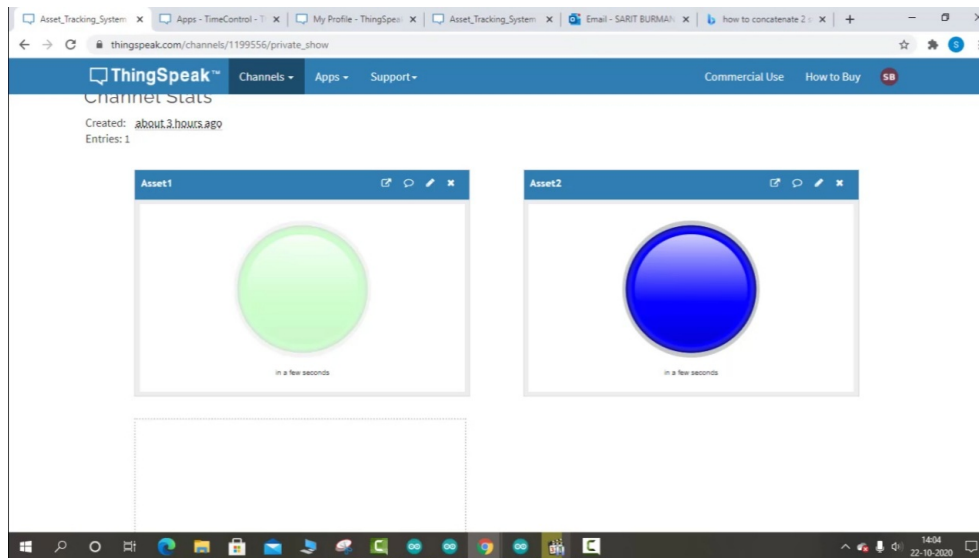 Asset_Tracking_System
Apps - TimeControl - T
My Profile - ThingSpea
Asset_Tracking_System
Email - SARIT BURMAN
how to concatenate 2 s
thingspeak.com/channels/1199556/private_show
S
ThingSpeak™
Channels
Apps
Support
Commercial Use
How to Buy
SB
Channel Stats
Created: about 3 hours ago
Entries: 1
Asset1
Asset2
in a few seconds
in a few seconds
14:04
22-10-2020